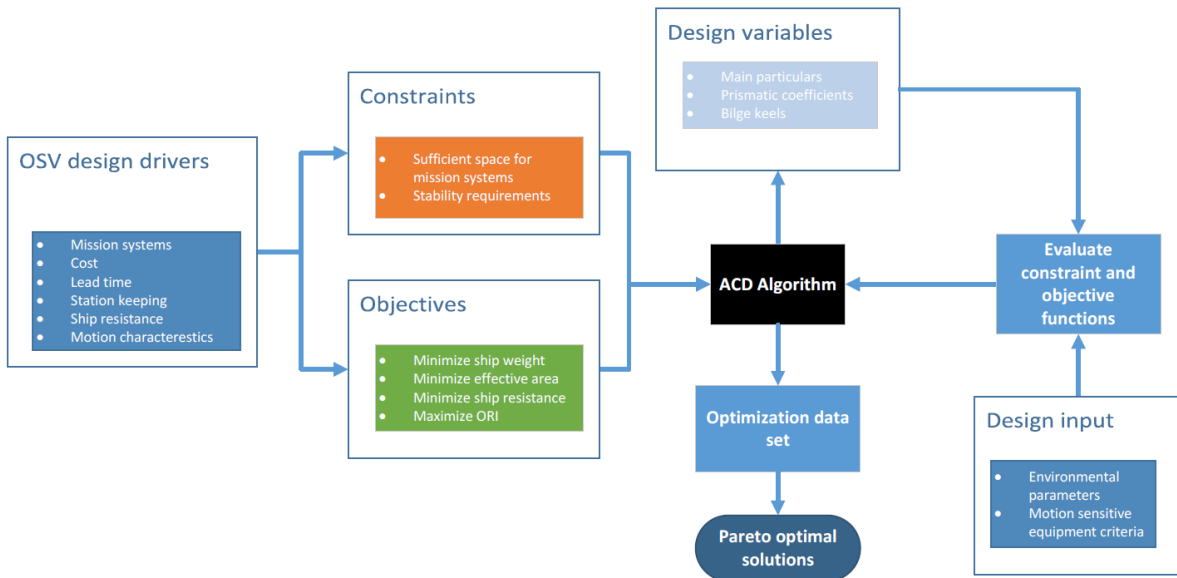 OSV design drivers
• Mission systems
• Cost
• Lead time
• Station keeping
• Ship resistance
• Motion characterestics
Constraints
• Sufficient space for
mission systems
• Stability requirements
Objectives
• Minimize ship weight
• Minimize effective area
• Minimize ship resistance
• Maximize ORI
Design variables
• Main particulars
• Prismatic coefficients
• Bilge keels
ACD Algorithm
Optimization data
set
Pareto optimal
solutions
Evaluate
constraint and
objective
functions
Design input
• Environmental
parameters
• Motion sensitive
equipment criteria